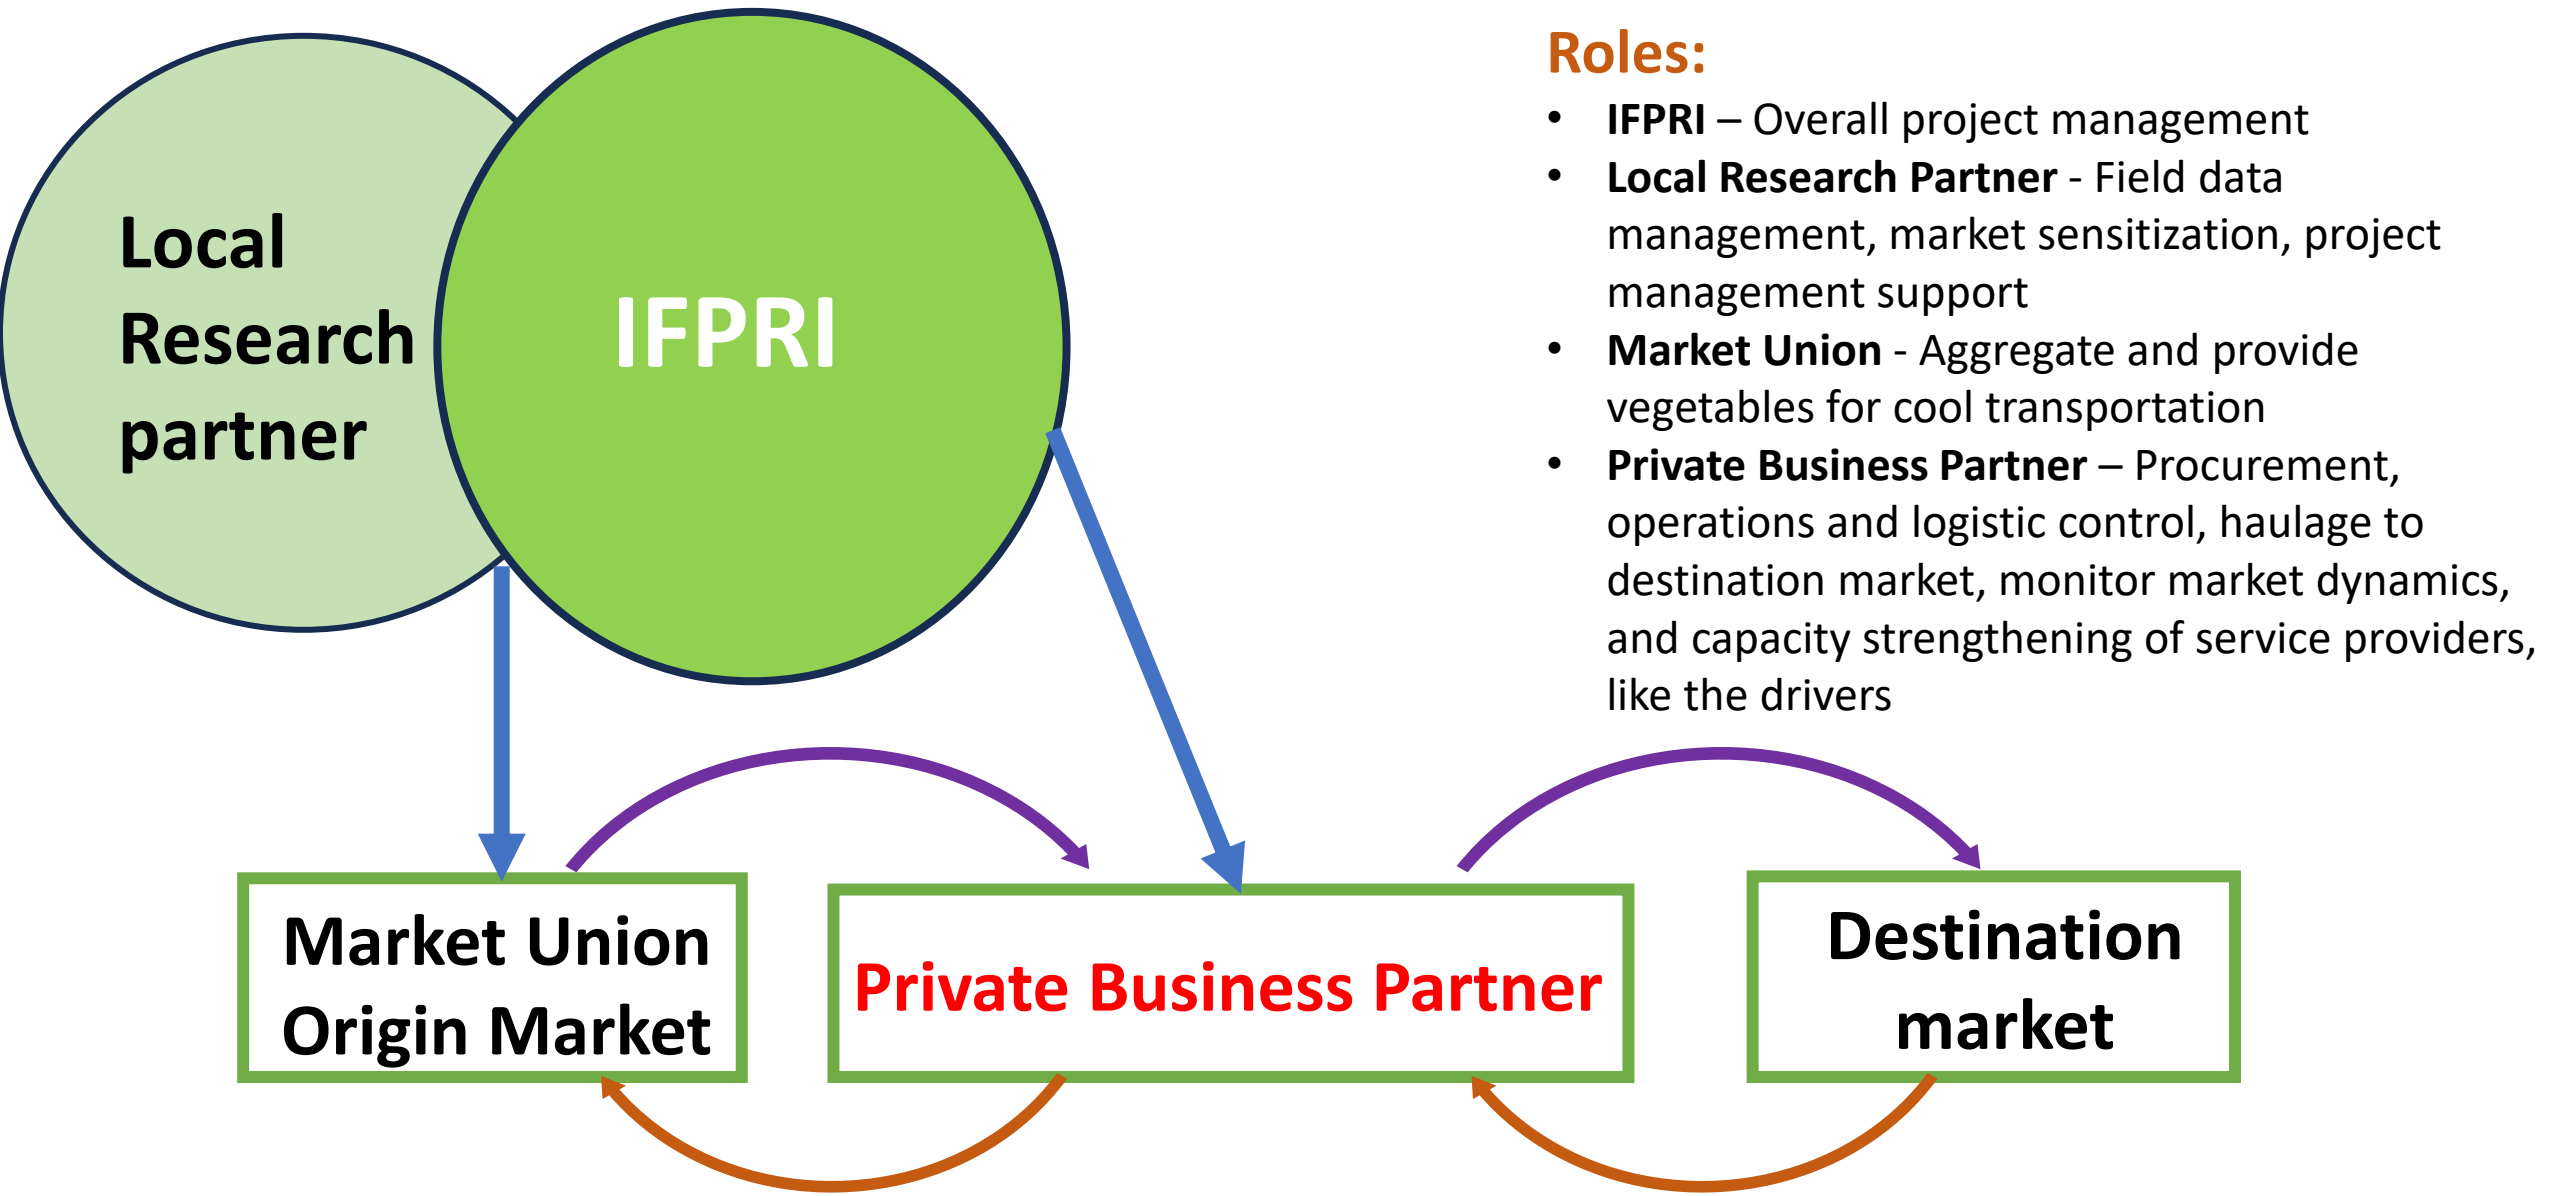 Local
Research
partner
IFPRI
Roles:
• IFPRI – Overall project management
• Local Research Partner - Field data
management, market sensitization, project
management support
• Market Union - Aggregate and provide
vegetables for cool transportation
• Private Business Partner – Procurement,
operations and logistic control, haulage to
destination market, monitor market dynamics,
and capacity strengthening of service providers,
like the drivers
Market Union
Origin Market
Private Business Partner
Destination
market